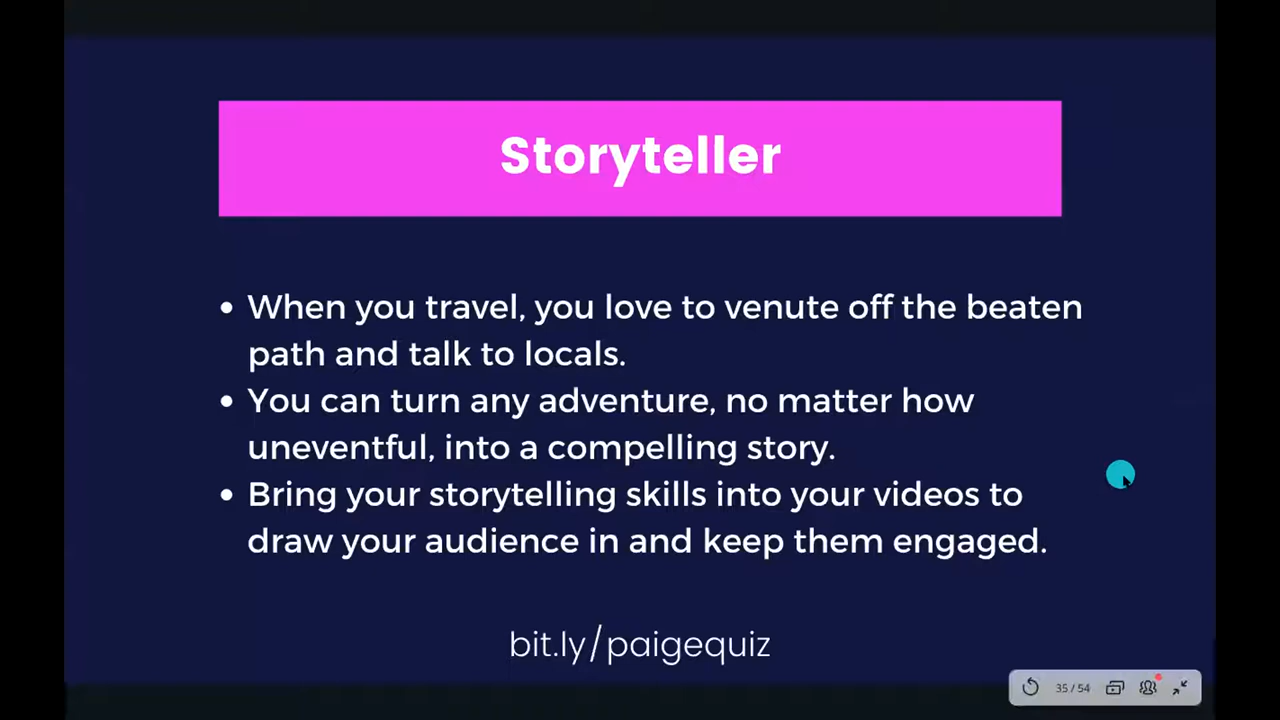 Storyteller
• When you travel, you love to venute off the beaten
path and talk to locals.
• You can turn any adventure, no matter how
uneventful, into a compelling story.
• Bring your storytelling skills into your videos to
draw your audience in and keep them engaged.
bit.ly/paigequiz
35 / 54